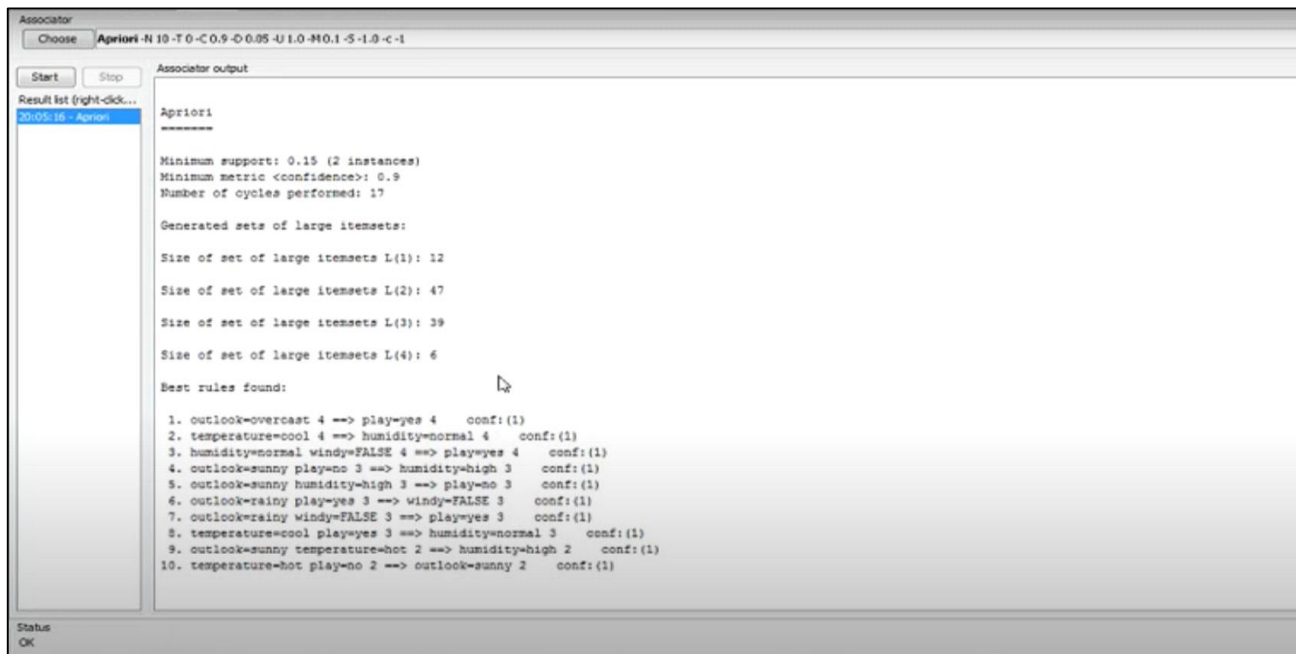 Associator
Choose Apriori -N 10 -T 0 -C 0.9 -D 0.05 -U 1.0 -M 0.1 -S -1.0 -c -1
Start Stop
Associator output
Result list (right-click...
20:05:16 - Apriori
Apriori
=======
Minimum support: 0.15 (2 instances)
Minimum metric <confidence>: 0.9
Number of cycles performed: 17
Generated sets of large itemsets:
Size of set of large itemsets L(1): 12
Size of set of large itemsets L(2): 47
Size of set of large itemsets L(3): 39
Size of set of large itemsets L(4): 6
Best rules found:
1. outlook=overcast 4 ==> play=yes 4 conf:(1)
2. temperature=cool 4 ==> humidity=normal 4 conf:(1)
3. humidity=normal windy=FALSE 4 ==> play=yes 4 conf:(1)
4. outlook=sunny play=no 3 ==> humidity=high 3 conf:(1)
5. outlook=sunny humidity=high 3 ==> play=no 3 conf:(1)
6. outlook=rainy play=yes 3 ==> windy=FALSE 3 conf:(1)
7. outlook=rainy windy=FALSE 3 ==> play=yes 3 conf:(1)
8. temperature=cool play=yes 3 ==> humidity=normal 3 conf:(1)
9. outlook=sunny temperature=hot 2 ==> humidity=high 2 conf:(1)
10. temperature=hot play=no 2 ==> outlook=sunny 2 conf:(1)
Status
OK